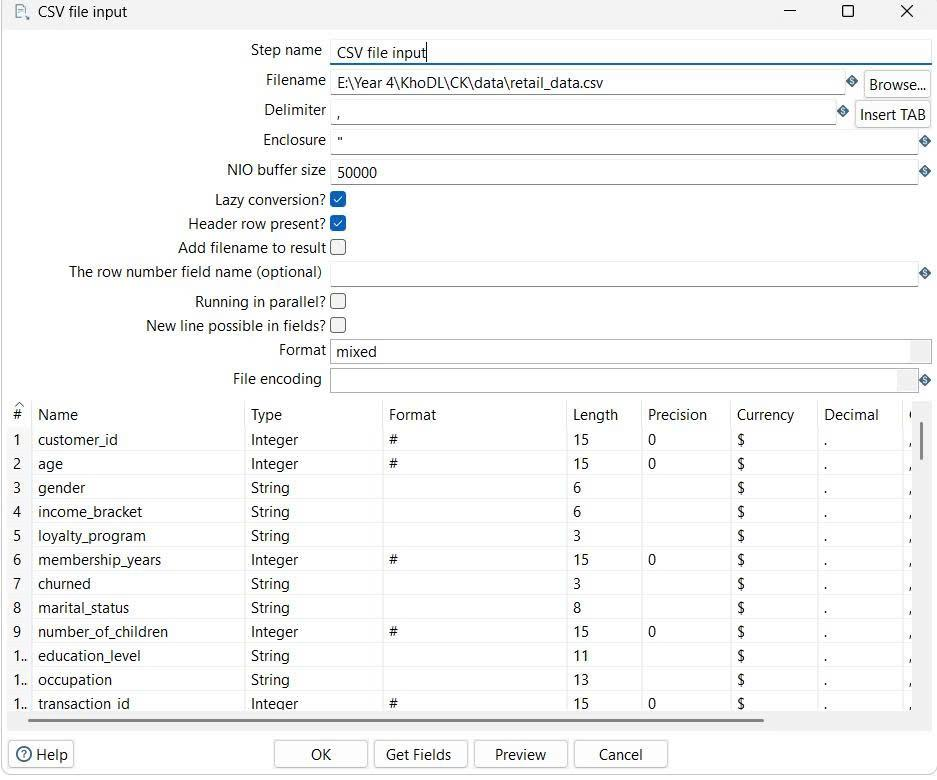 CSV file input
Step name CSV file input
Filename E:\Year 4\KhoDL\CK\data\retail_data.csv Browse...
Delimiter , Insert TAB
Enclosure "
NIO buffer size 50000
Lazy conversion?
Header row present?
Add filename to result
The row number field name (optional)
Running in parallel?
New line possible in fields?
Format mixed
File encoding
# Name Type Format Length Precision Currency Decimal
1 customer_id Integer # 15 0 $ . ,
2 age Integer # 15 0 $ . ,
3 gender String 6 $ . ,
4 income_bracket String 6 $ . ,
5 loyalty_program String 3 $ . ,
6 membership_years Integer # 15 0 $ . ,
7 churned String 3 $ . ,
8 marital_status String 8 $ . ,
9 number_of_children Integer # 15 0 $ . ,
1.. education_level String 11 $ . ,
1.. occupation String 13 $ . ,
1.. transaction_id Integer # 15 0 $ . ,
Help OK Get Fields Preview Cancel